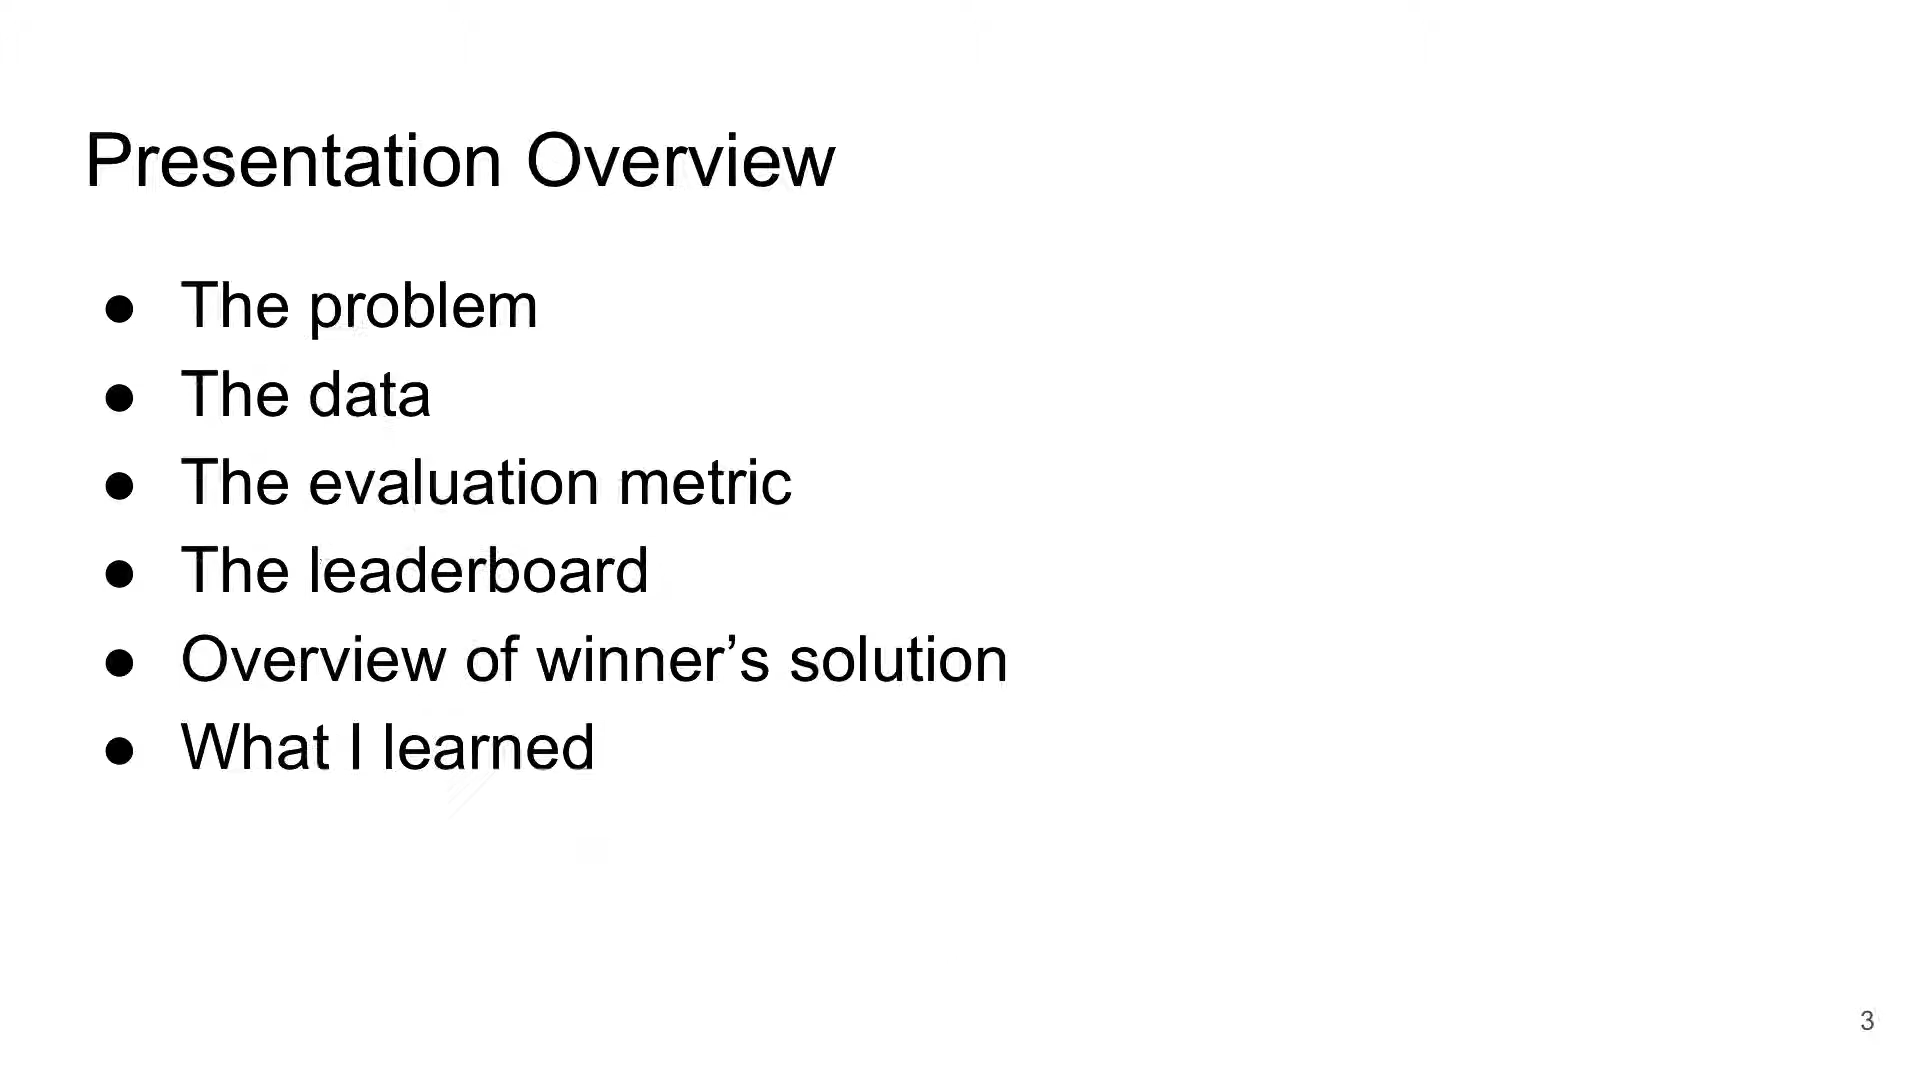 Presentation Overview
● The problem
● The data
● The evaluation metric
● The leaderboard
● Overview of winner’s solution
● What I learned
3